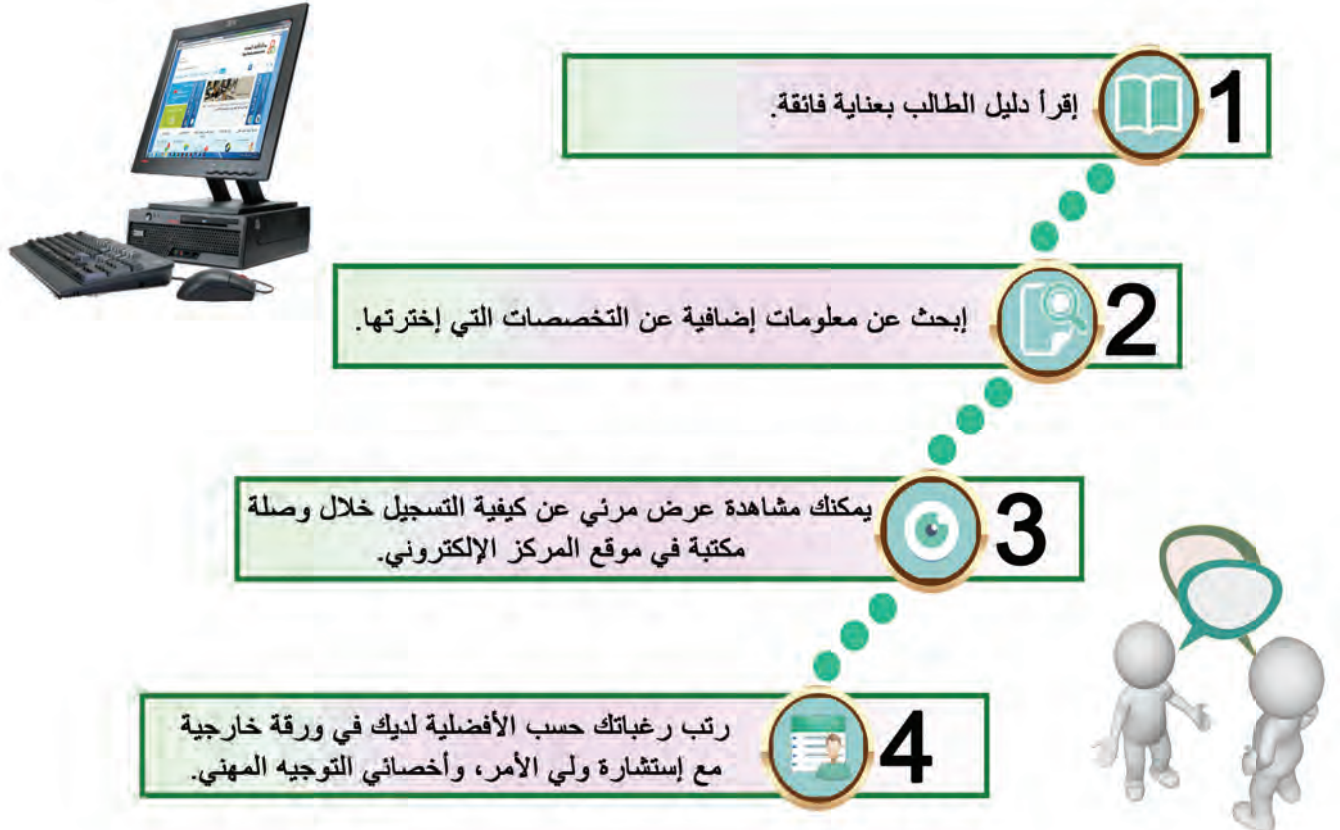 1
إقرأ دليل الطالب بعناية فائقة.
2
إبحث عن معلومات إضافية عن التخصصات التي إخترتها.
3
يمكنك مشاهدة عرض مرئي عن كيفية التسجيل خلال وصلة
مكتبة في موقع المركز الإلكتروني.
4
رتب رغباتك حسب الأفضلية لديك في ورقة خارجية
مع إستشارة ولي الأمر، وأخصائي التوجيه المهني.